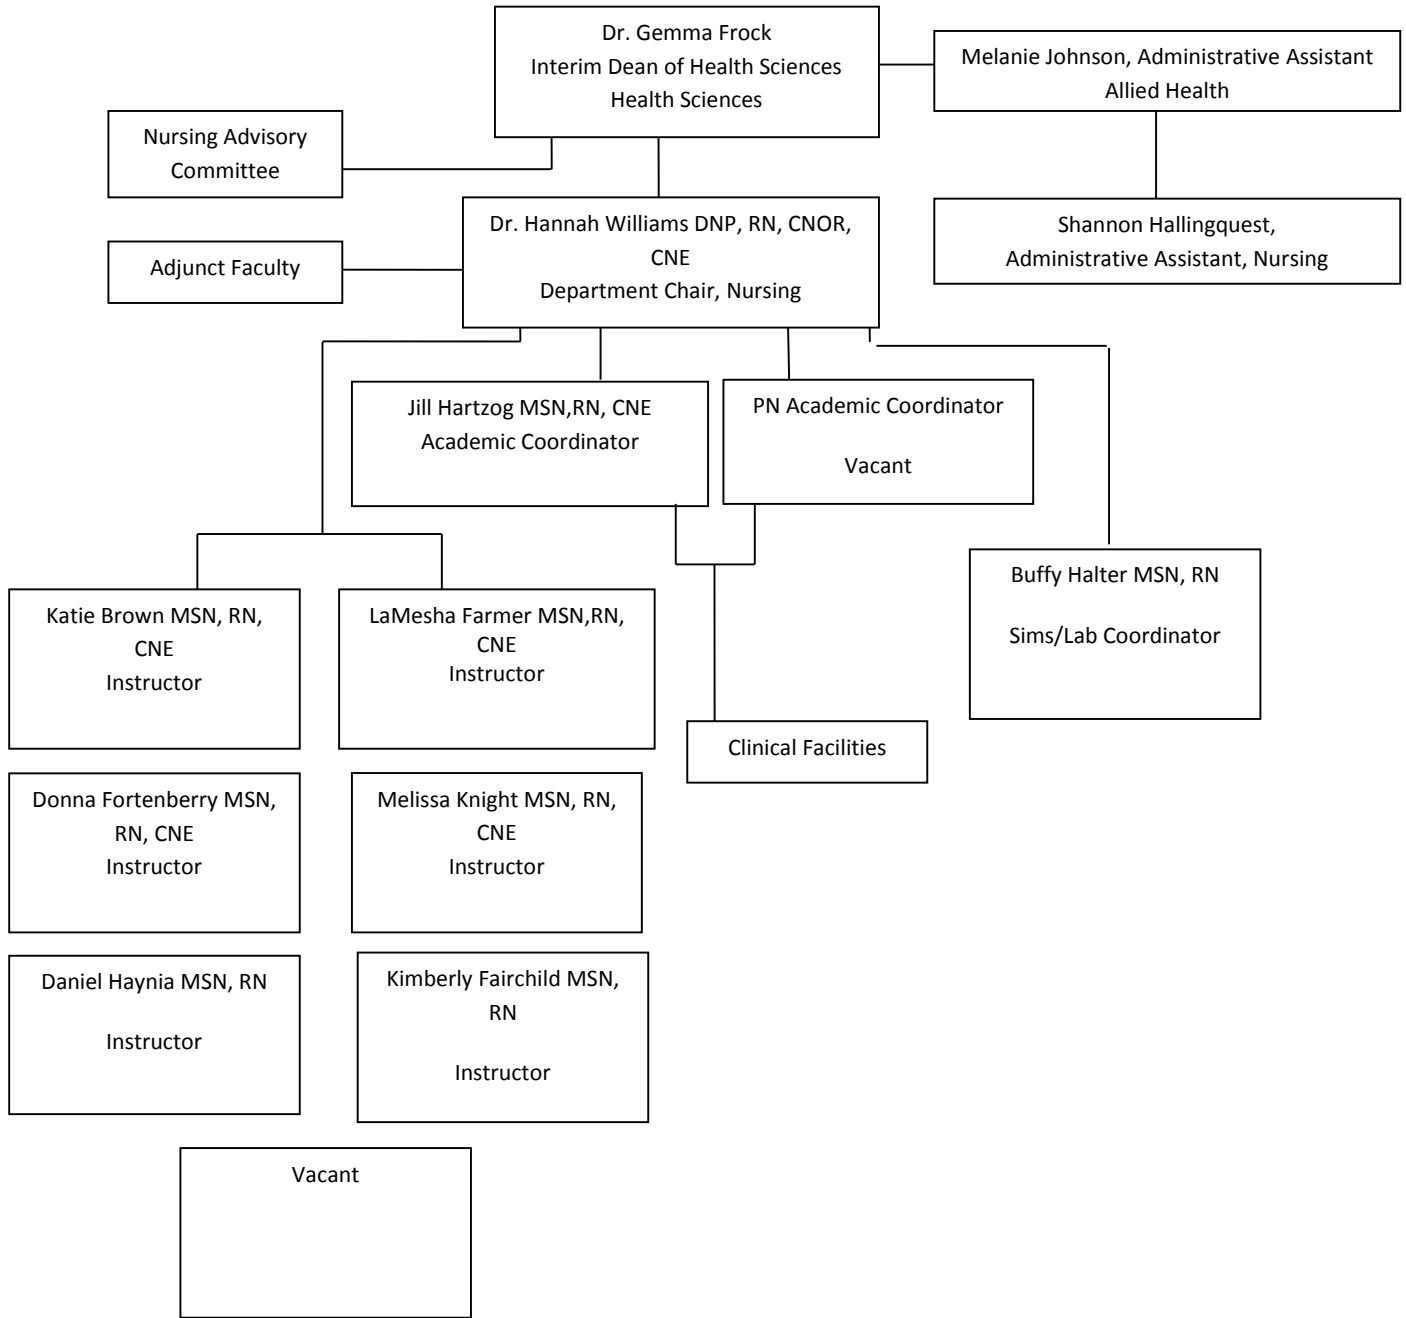 Dr. Gemma Frock
Interim Dean of Health Sciences
Health Sciences
Melanie Johnson, Administrative Assistant
Allied Health
Nursing Advisory
Committee
Dr. Hannah Williams DNP, RN, CNOR,
CNE
Department Chair, Nursing
Shannon Hallingquest,
Administrative Assistant, Nursing
Adjunct Faculty
Jill Hartzog MSN,RN, CNE
Academic Coordinator
PN Academic Coordinator
Vacant
Buffy Halter MSN, RN
Sims/Lab Coordinator
Katie Brown MSN, RN,
CNE
Instructor
LaMesha Farmer MSN,RN,
CNE
Instructor
Clinical Facilities
Donna Fortenberry MSN,
RN, CNE
Instructor
Melissa Knight MSN, RN,
CNE
Instructor
Daniel Haynia MSN, RN
Instructor
Kimberly Fairchild MSN,
RN
Instructor
Vacant